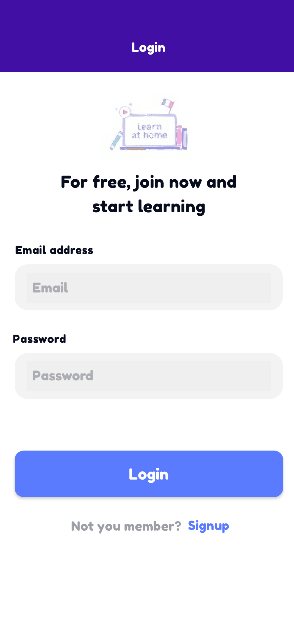 Login
Learn
at home
For free, join now and
start learning
Email address
Email
Password
Password
Login
Not you member? Signup